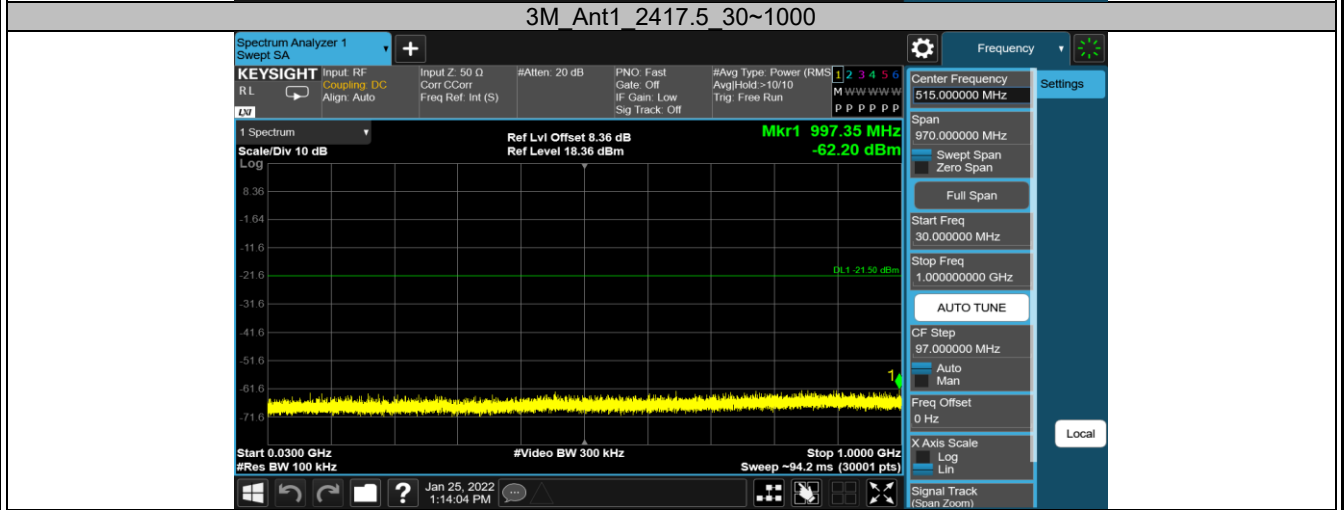 3M_Ant1_2417.5_30~1000
Spectrum Analyzer 1
Swept SA
Frequency
KEYSIGHT
RL
LXI
Input: RF
Coupling: DC
Align: Auto
Input Z: 50 Ω
Corr CCorr
Freq Ref: Int (S)
#Atten: 20 dB
PNO: Fast
Gate: Off
IF Gain: Low
Sig Track: Off
#Avg Type: Power (RMS
Avg|Hold:>10/10
Trig: Free Run
1 2 3 4 5 6
M W W W W W
P P P P P P
1 Spectrum
Scale/Div 10 dB
Log
Ref Lvl Offset 8.36 dB
Ref Level 18.36 dBm
Mkr1 997.35 MHz
-62.20 dBm
8.36
-1.64
-11.6
-21.6
-31.6
-41.6
-51.6
-61.6
-71.6
DL1 -21.50 dBm
1
Start 0.0300 GHz
#Res BW 100 kHz
#Video BW 300 kHz
Stop 1.0000 GHz
Sweep ~94.2 ms (30001 pts)
?
Jan 25, 2022
1:14:04 PM
Center Frequency
515.000000 MHz
Settings
Span
970.000000 MHz
Swept Span
Zero Span
Full Span
Start Freq
30.000000 MHz
Stop Freq
1.000000000 GHz
AUTO TUNE
CF Step
97.000000 MHz
Auto
Man
Freq Offset
0 Hz
X Axis Scale
Log
Lin
Local
Signal Track
(Span Zoom)